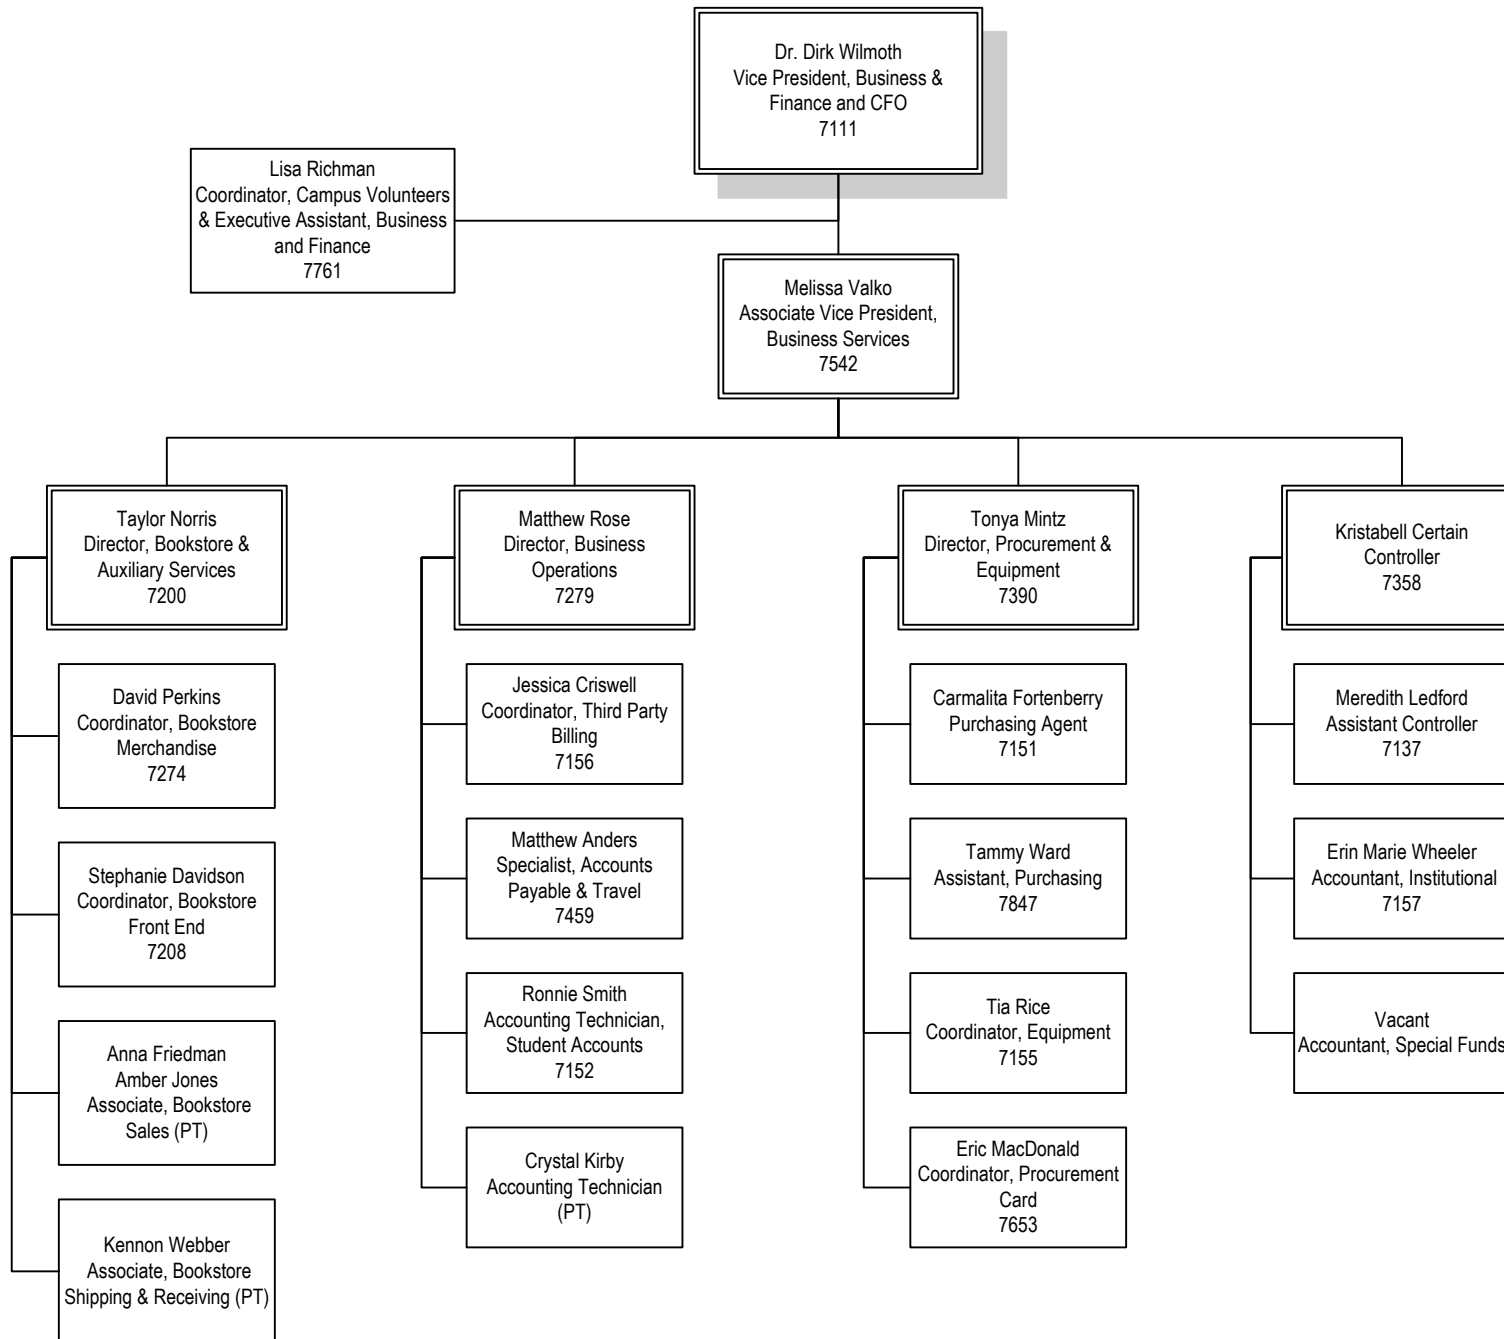 Dr. Dirk Wilmoth
Vice President, Business &
Finance and CFO
7111
Lisa Richman
Coordinator, Campus Volunteers
& Executive Assistant, Business
and Finance
7761
Melissa Valko
Associate Vice President,
Business Services
7542
Taylor Norris
Director, Bookstore &
Auxiliary Services
7200
David Perkins
Coordinator, Bookstore
Merchandise
7274
Stephanie Davidson
Coordinator, Bookstore
Front End
7208
Anna Friedman
Amber Jones
Associate, Bookstore
Sales (PT)
Kennon Webber
Associate, Bookstore
Shipping & Receiving (PT)
Matthew Rose
Director, Business
Operations
7279
Jessica Criswell
Coordinator, Third Party
Billing
7156
Matthew Anders
Specialist, Accounts
Payable & Travel
7459
Ronnie Smith
Accounting Technician,
Student Accounts
7152
Crystal Kirby
Accounting Technician
(PT)
Tonya Mintz
Director, Procurement &
Equipment
7390
Carmalita Fortenberry
Purchasing Agent
7151
Tammy Ward
Assistant, Purchasing
7847
Tia Rice
Coordinator, Equipment
7155
Eric MacDonald
Coordinator, Procurement
Card
7653
Kristabell Certain
Controller
7358
Meredith Ledford
Assistant Controller
7137
Erin Marie Wheeler
Accountant, Institutional
7157
Vacant
Accountant, Special Funds